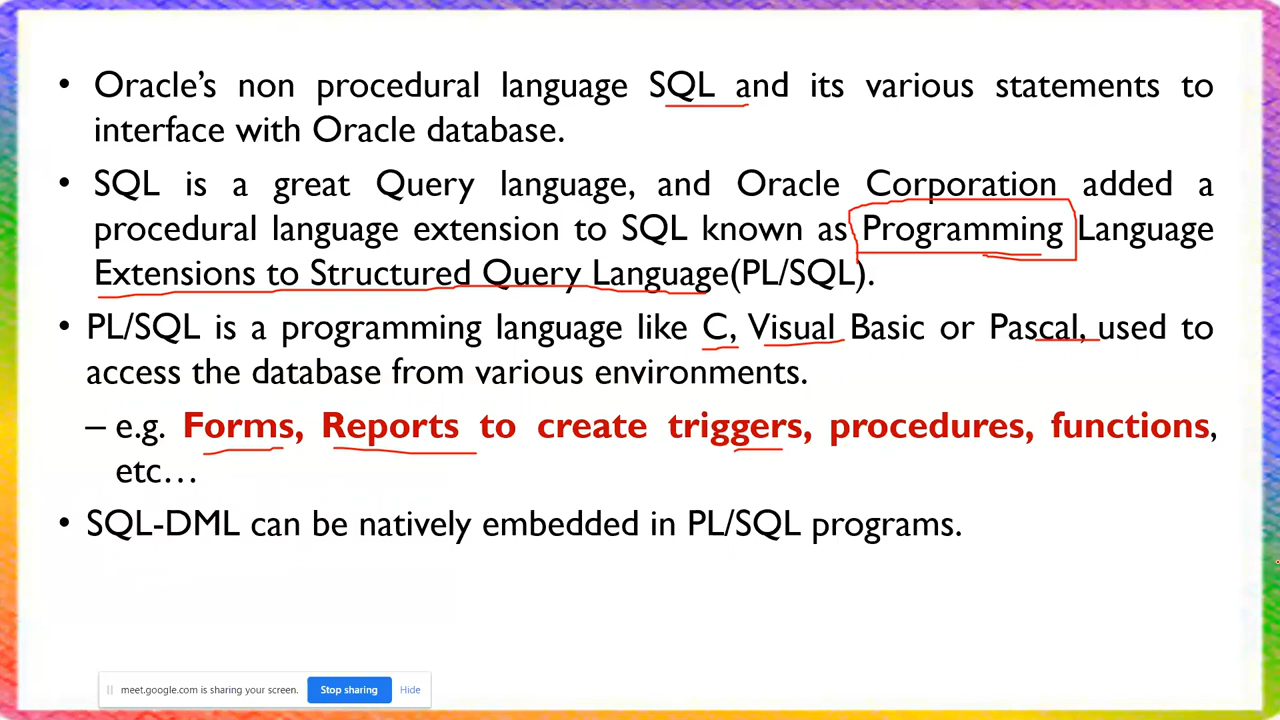 • Oracle’s non procedural language SQL and its various statements to
interface with Oracle database.
• SQL is a great Query language, and Oracle Corporation added a
procedural language extension to SQL known as Programming Language
Extensions to Structured Query Language(PL/SQL).
• PL/SQL is a programming language like C, Visual Basic or Pascal, used to
access the database from various environments.
– e.g. Forms, Reports to create triggers, procedures, functions,
etc…
• SQL-DML can be natively embedded in PL/SQL programs.
meet.google.com is sharing your screen. Stop sharing Hide